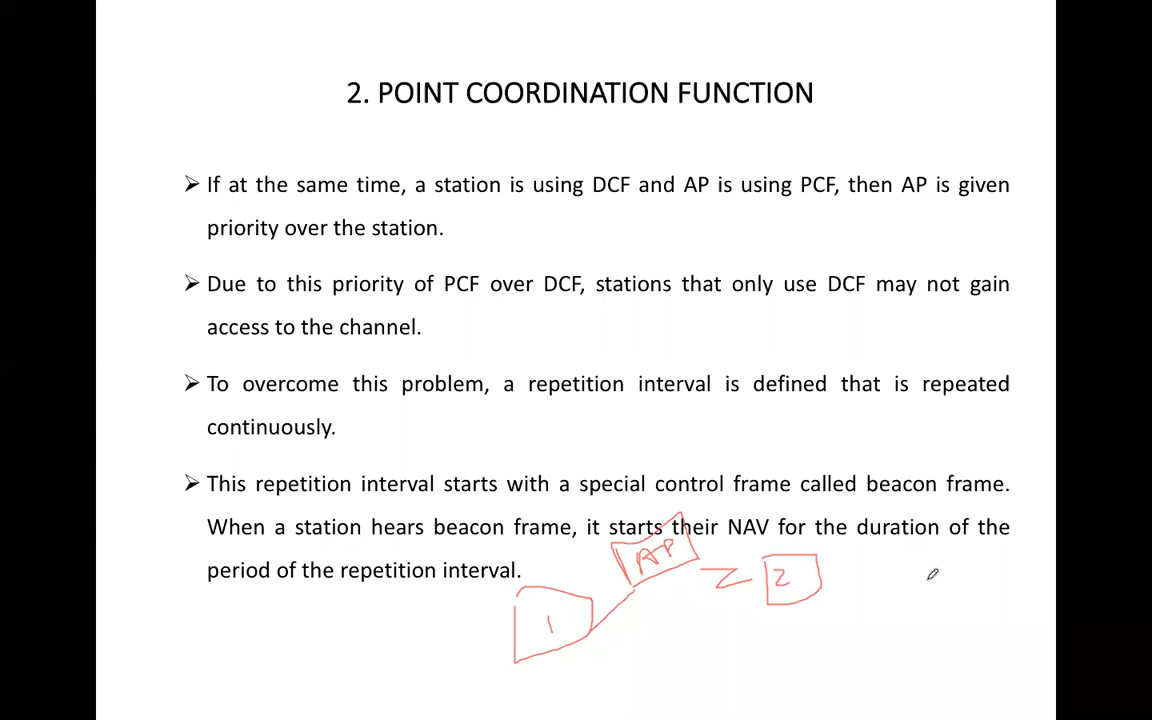 2. POINT COORDINATION FUNCTION
➢ If at the same time, a station is using DCF and AP is using PCF, then AP is given
priority over the station.
➢ Due to this priority of PCF over DCF, stations that only use DCF may not gain
access to the channel.
➢ To overcome this problem, a repetition interval is defined that is repeated
continuously.
➢ This repetition interval starts with a special control frame called beacon frame.
When a station hears beacon frame, it starts their NAV for the duration of the
period of the repetition interval.
AP
2
1